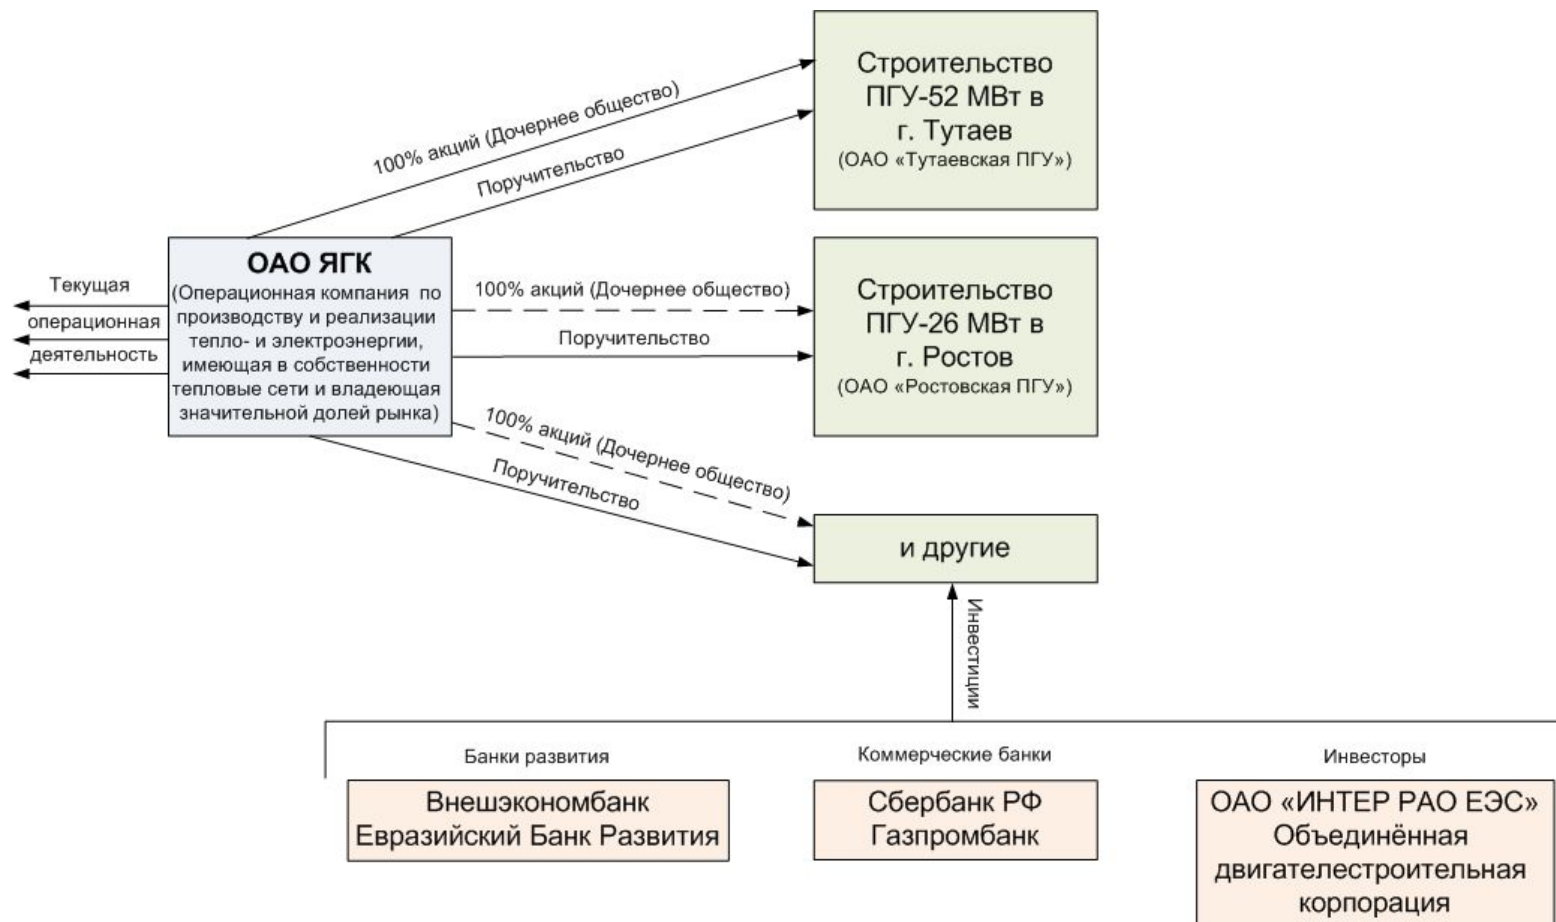 Строительство
ПГУ-52 МВт в
г. Тутаев
(ОАО «Тутаевская ПГУ»)
100% акций (Дочернее общество)
Поручительство
ОАО ЯГК
(Операционная компания по
производству и реализации
тепло- и электроэнергии,
имеющая в собственности
тепловые сети и владеющая
значительной долей рынка)
Текущая
операционная
деятельность
100% акций (Дочернее общество)
Поручительство
Строительство
ПГУ-26 МВт в
г. Ростов
(ОАО «Ростовская ПГУ»)
100% акций (Дочернее общество)
Поручительство
и другие
Инвестиции
Банки развития
Внешэкономбанк
Евразийский Банк Развития
Коммерческие банки
Сбербанк РФ
Газпромбанк
Инвесторы
ОАО «ИНТЕР РАО ЕЭС»
Объединённая
двигателестроительная
корпорация